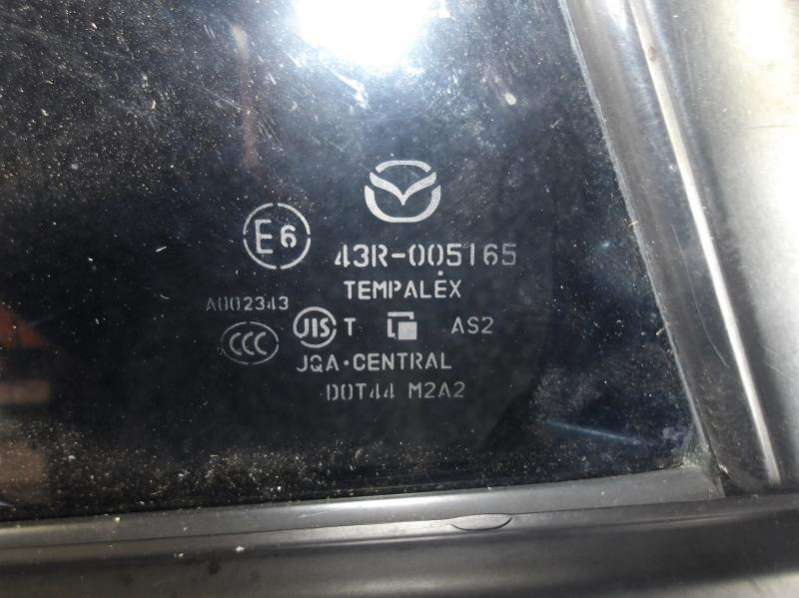 E6
43R-005165
TEMPALEX
A002343
CCC
JIS T AS2
JQA·CENTRAL
DOT44 M2A2